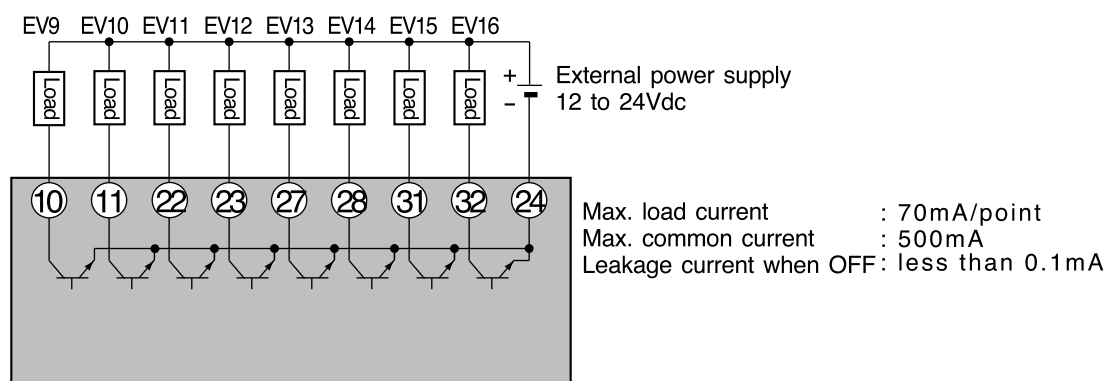 EV9 EV10 EV11 EV12 EV13 EV14 EV15 EV16
Load Load Load Load Load Load Load Load
+ External power supply
− 12 to 24Vdc
10 11 22 23 27 28 31 32 24
Max. load current : 70mA/point
Max. common current : 500mA
Leakage current when OFF : less than 0.1mA